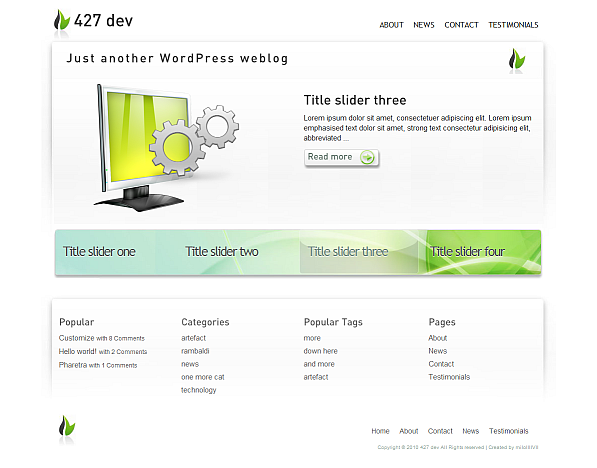 427 dev
ABOUT NEWS CONTACT TESTIMONIALS
Just another WordPress weblog
Title slider three
Lorem ipsum dolor sit amet, consectetuer adipiscing elit. Lorem ipsum
emphasised text dolor sit amet, strong text consectetur adipiscing elit,
abbreviated ...
Read more
Title slider one Title slider two Title slider three Title slider four
Popular Categories Popular Tags Pages
Customize with 8 Comments artefact more About
Hello world! with 2 Comments rambaldi down here News
Pharetra with 1 Comments news and more Contact
one more cat artefact Testimonials
technology
Home About Contact News Testimonials
Copyright © 2010 427 dev All Rights reserved | Created by